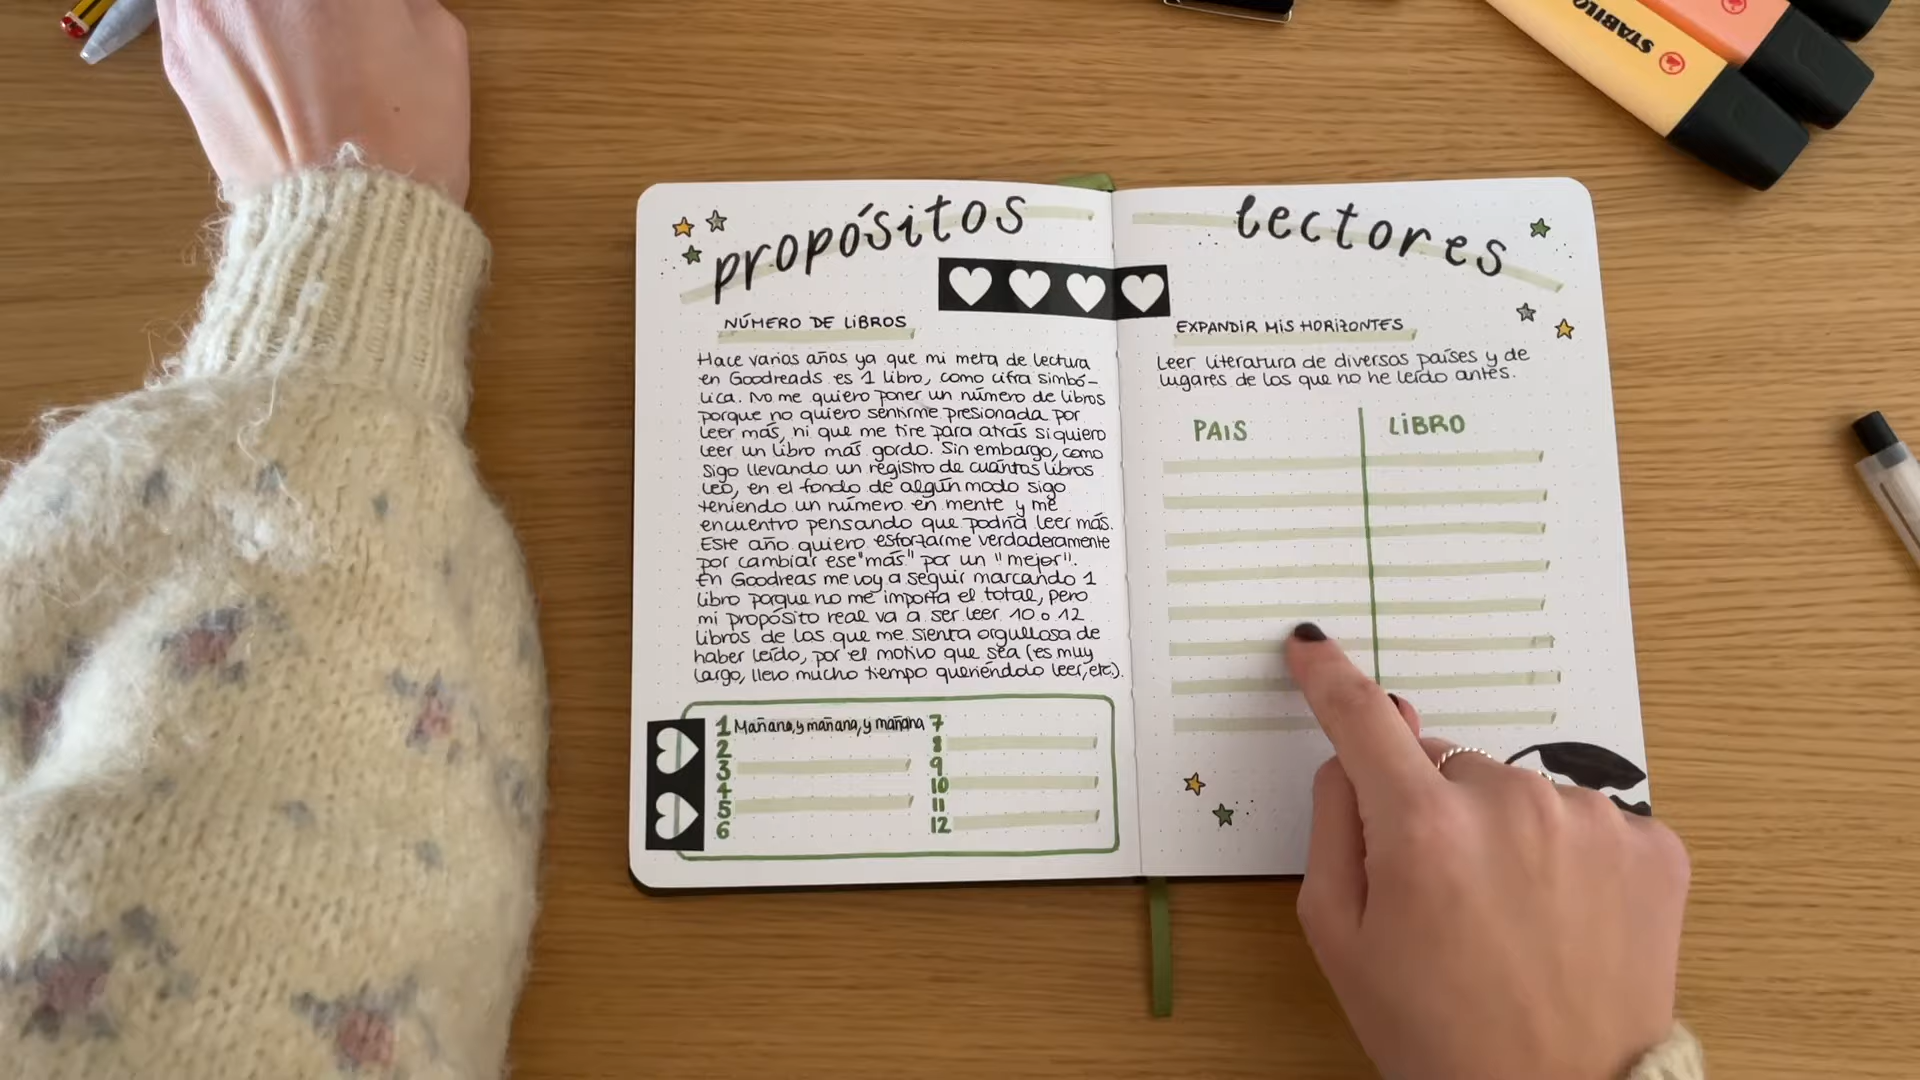 propósitos lectores
NÚMERO DE LIBROS
Hace varios años ya que mi meta de lectura
en Goodreads es 1 libro, como cifra simbó-
lica. No me quiero poner un número de libros
porque no quiero sentirme presionada por
leer más, ni que me tire para atrás si quiero
leer un libro más gordo. Sin embargo, como
sigo llevando un registro de cuántos libros
leo, en el fondo de algún modo sigo
teniendo un número en mente y me
encuentro pensando que podría leer más.
Este año quiero esforzarme verdaderamente
por cambiar ese "más" por un "mejor".
En Goodreas me voy a seguir marcando 1
libro porque no me importa el total, pero
mi propósito real va a ser leer 10 o 12
libros de los que me sienta orgullosa de
haber leído, por el motivo que sea (es muy
largo, llevo mucho tiempo queriéndolo leer, etc).
1 Mañana, y mañana, y mañana
2
3
4
5
6
7
8
9
10
11
12
EXPANDIR MIS HORIZONTES
Leer literatura de diversos países y de
lugares de los que no he leído antes.
PAIS LIBRO
STABILO